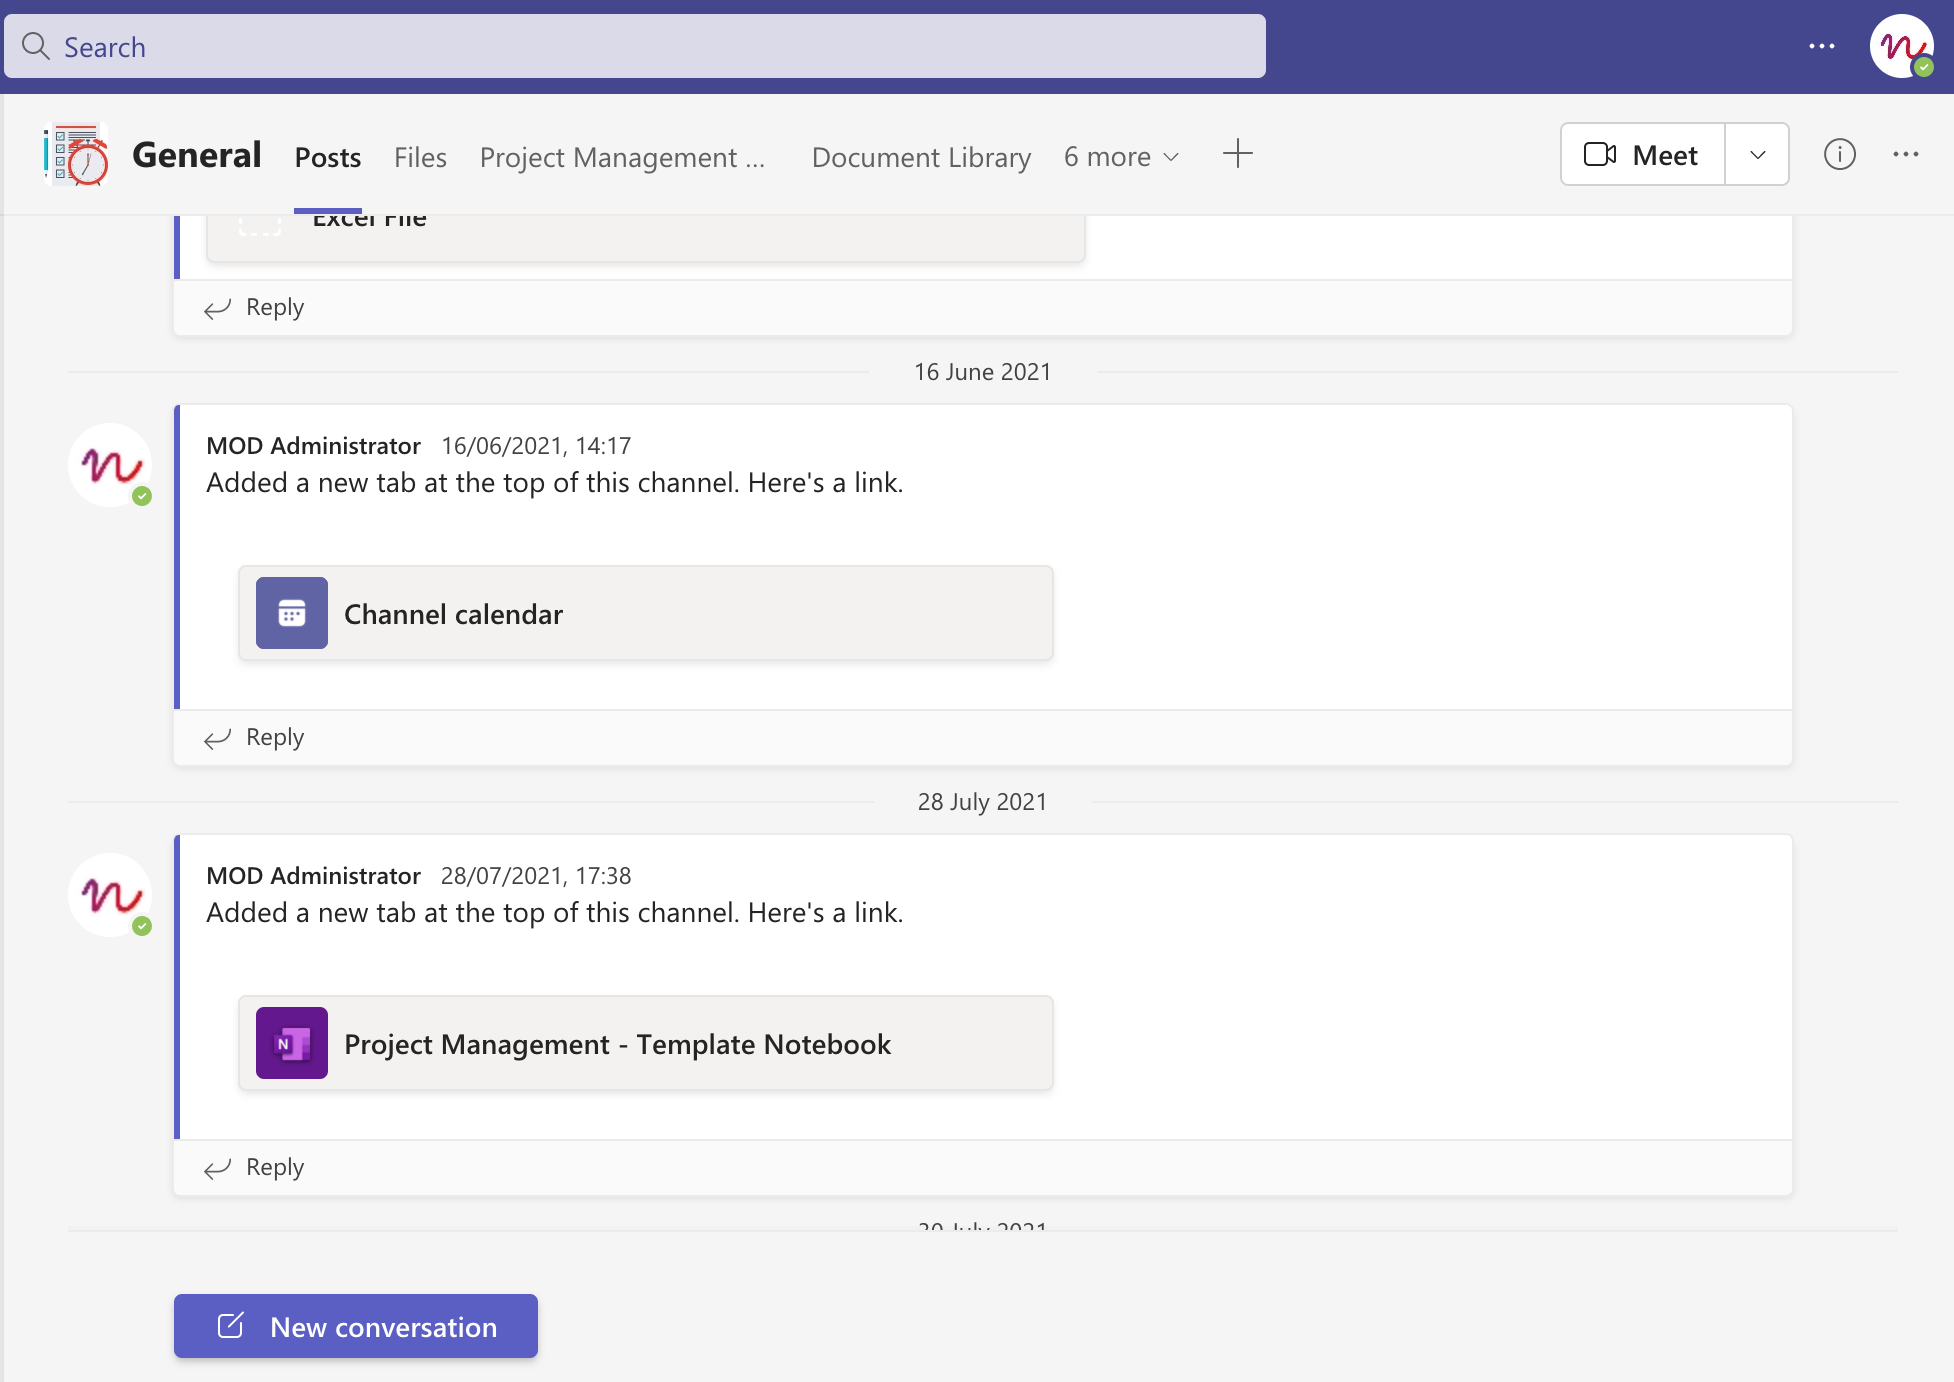 Search
General Posts Files Project Management ... Document Library 6 more Meet
Excel File
Reply
16 June 2021
MOD Administrator 16/06/2021, 14:17
Added a new tab at the top of this channel. Here's a link.
Channel calendar
Reply
28 July 2021
MOD Administrator 28/07/2021, 17:38
Added a new tab at the top of this channel. Here's a link.
N Project Management - Template Notebook
Reply
30 July 2021
New conversation